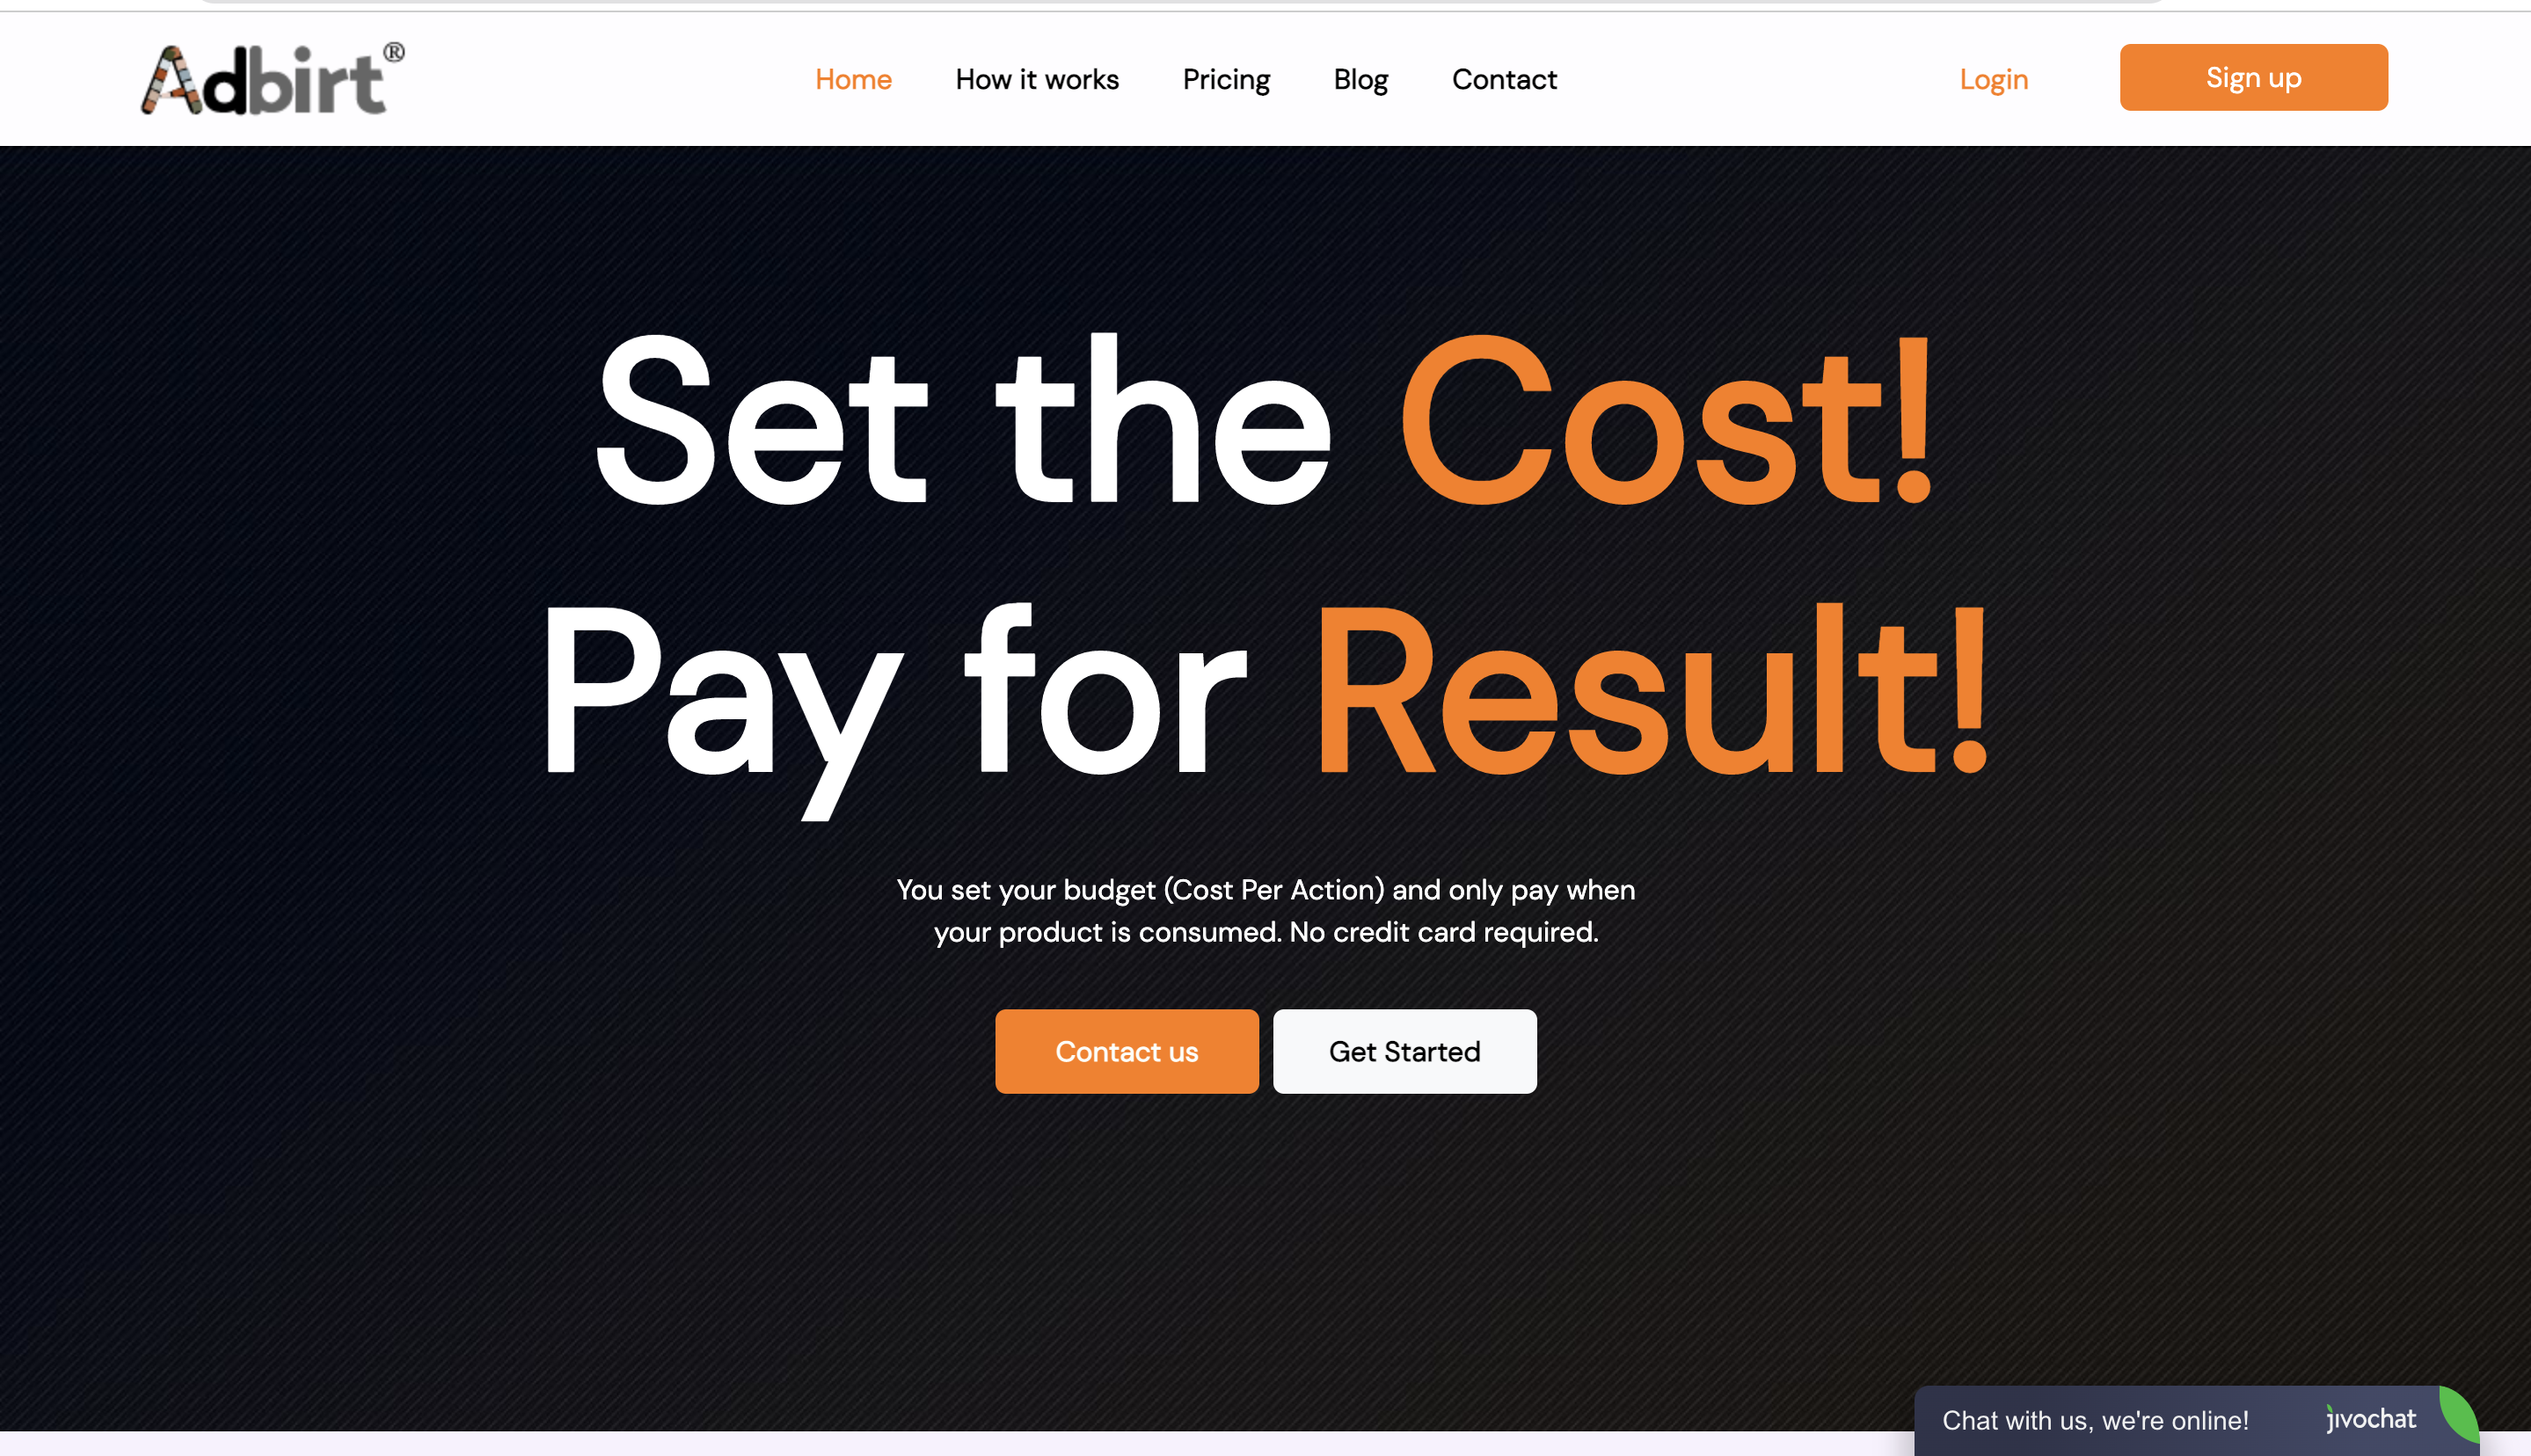 Adbirt®
Home How it works Pricing Blog Contact
Login Sign up
Set the Cost!
Pay for Result!
You set your budget (Cost Per Action) and only pay when
your product is consumed. No credit card required.
Contact us Get Started
Chat with us, we're online! jivochat